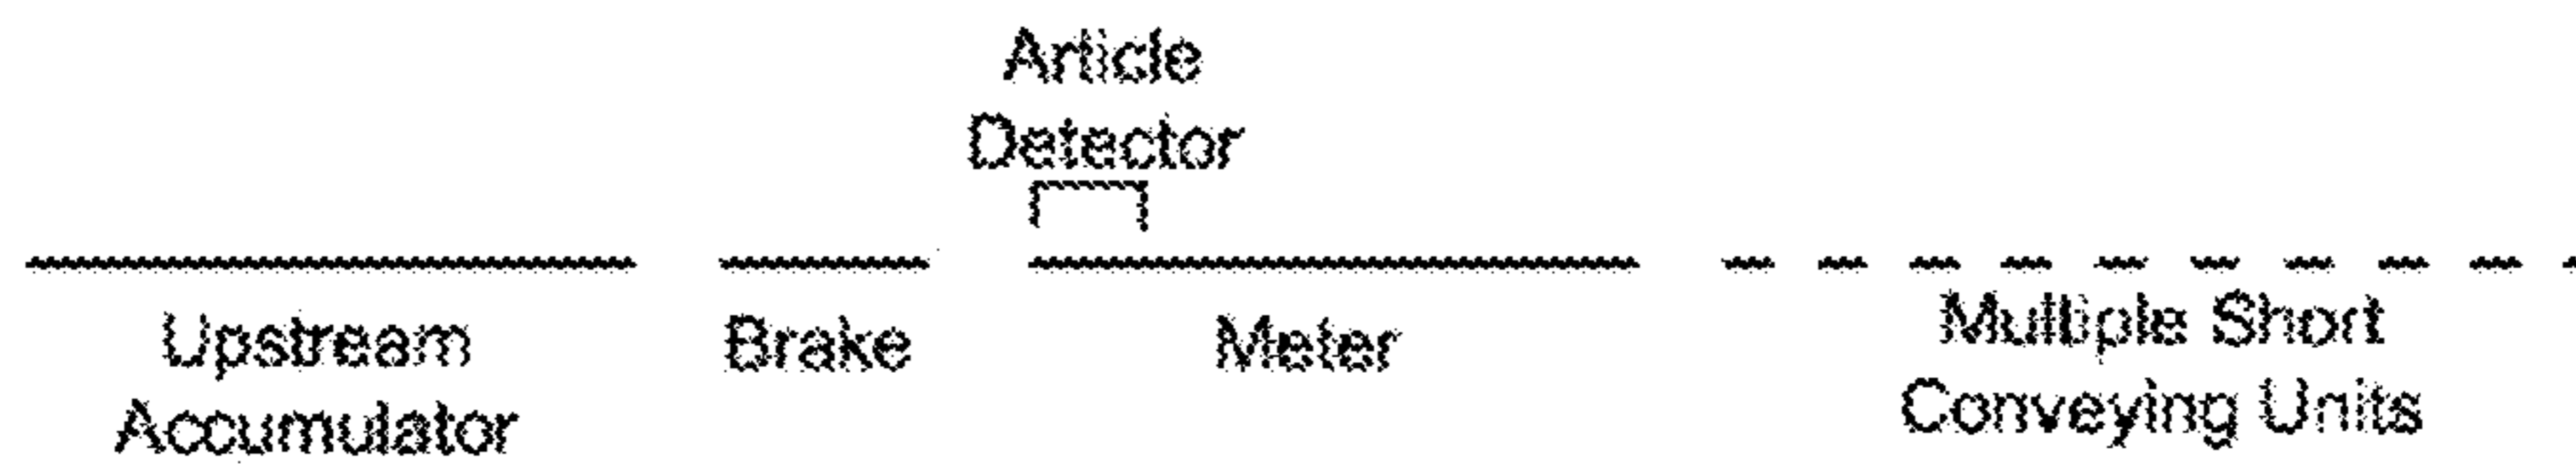 Article
Detector
Upstream
Accumulator
Brake
Meter
Multiple Short
Conveying Units